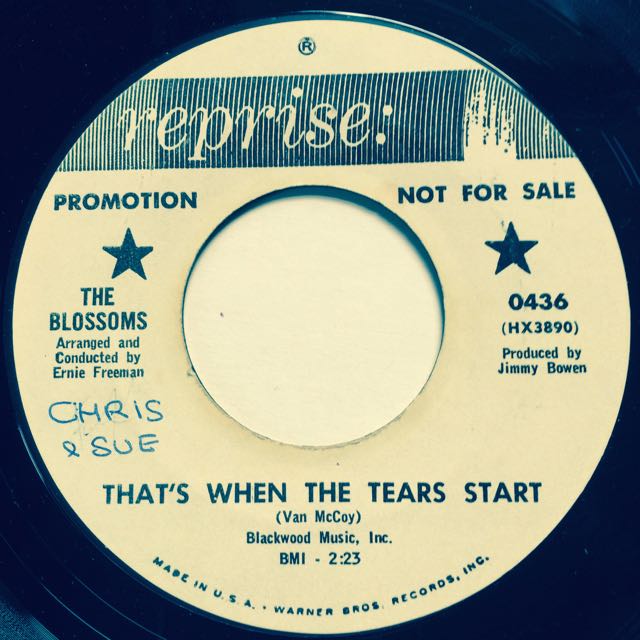 ®
reprise:
PROMOTION
NOT FOR SALE
THE
BLOSSOMS
Arranged and
Conducted by
Ernie Freeman
0436
(HX3890)
Produced by
Jimmy Bowen
CHRIS
& SUE
THAT'S WHEN THE TEARS START
(Van McCoy)
Blackwood Music, Inc.
BMI - 2:23
MADE IN U.S.A. • WARNER BROS. RECORDS, INC.